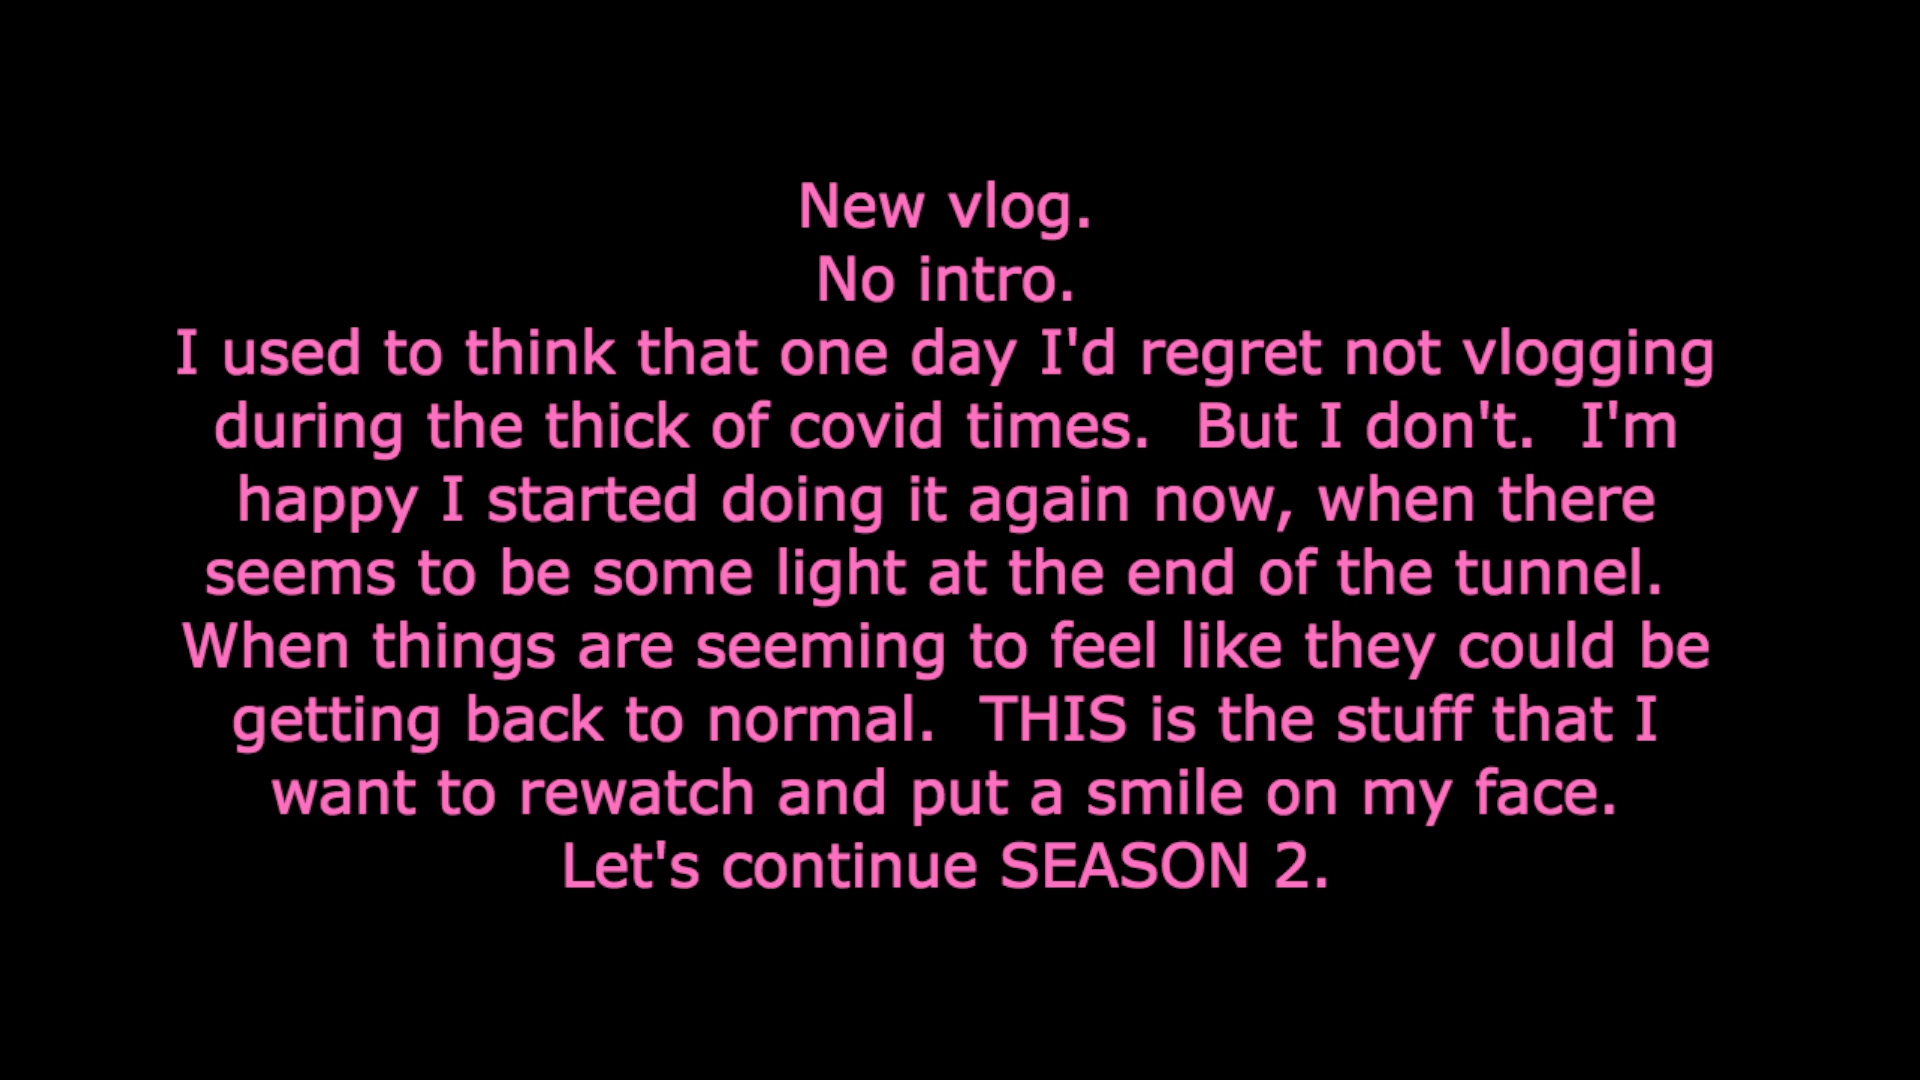 New vlog.
No intro.
I used to think that one day I'd regret not vlogging
during the thick of covid times.  But I don't.  I'm
happy I started doing it again now, when there
seems to be some light at the end of the tunnel.
When things are seeming to feel like they could be
getting back to normal.  THIS is the stuff that I
want to rewatch and put a smile on my face.
Let's continue SEASON 2.